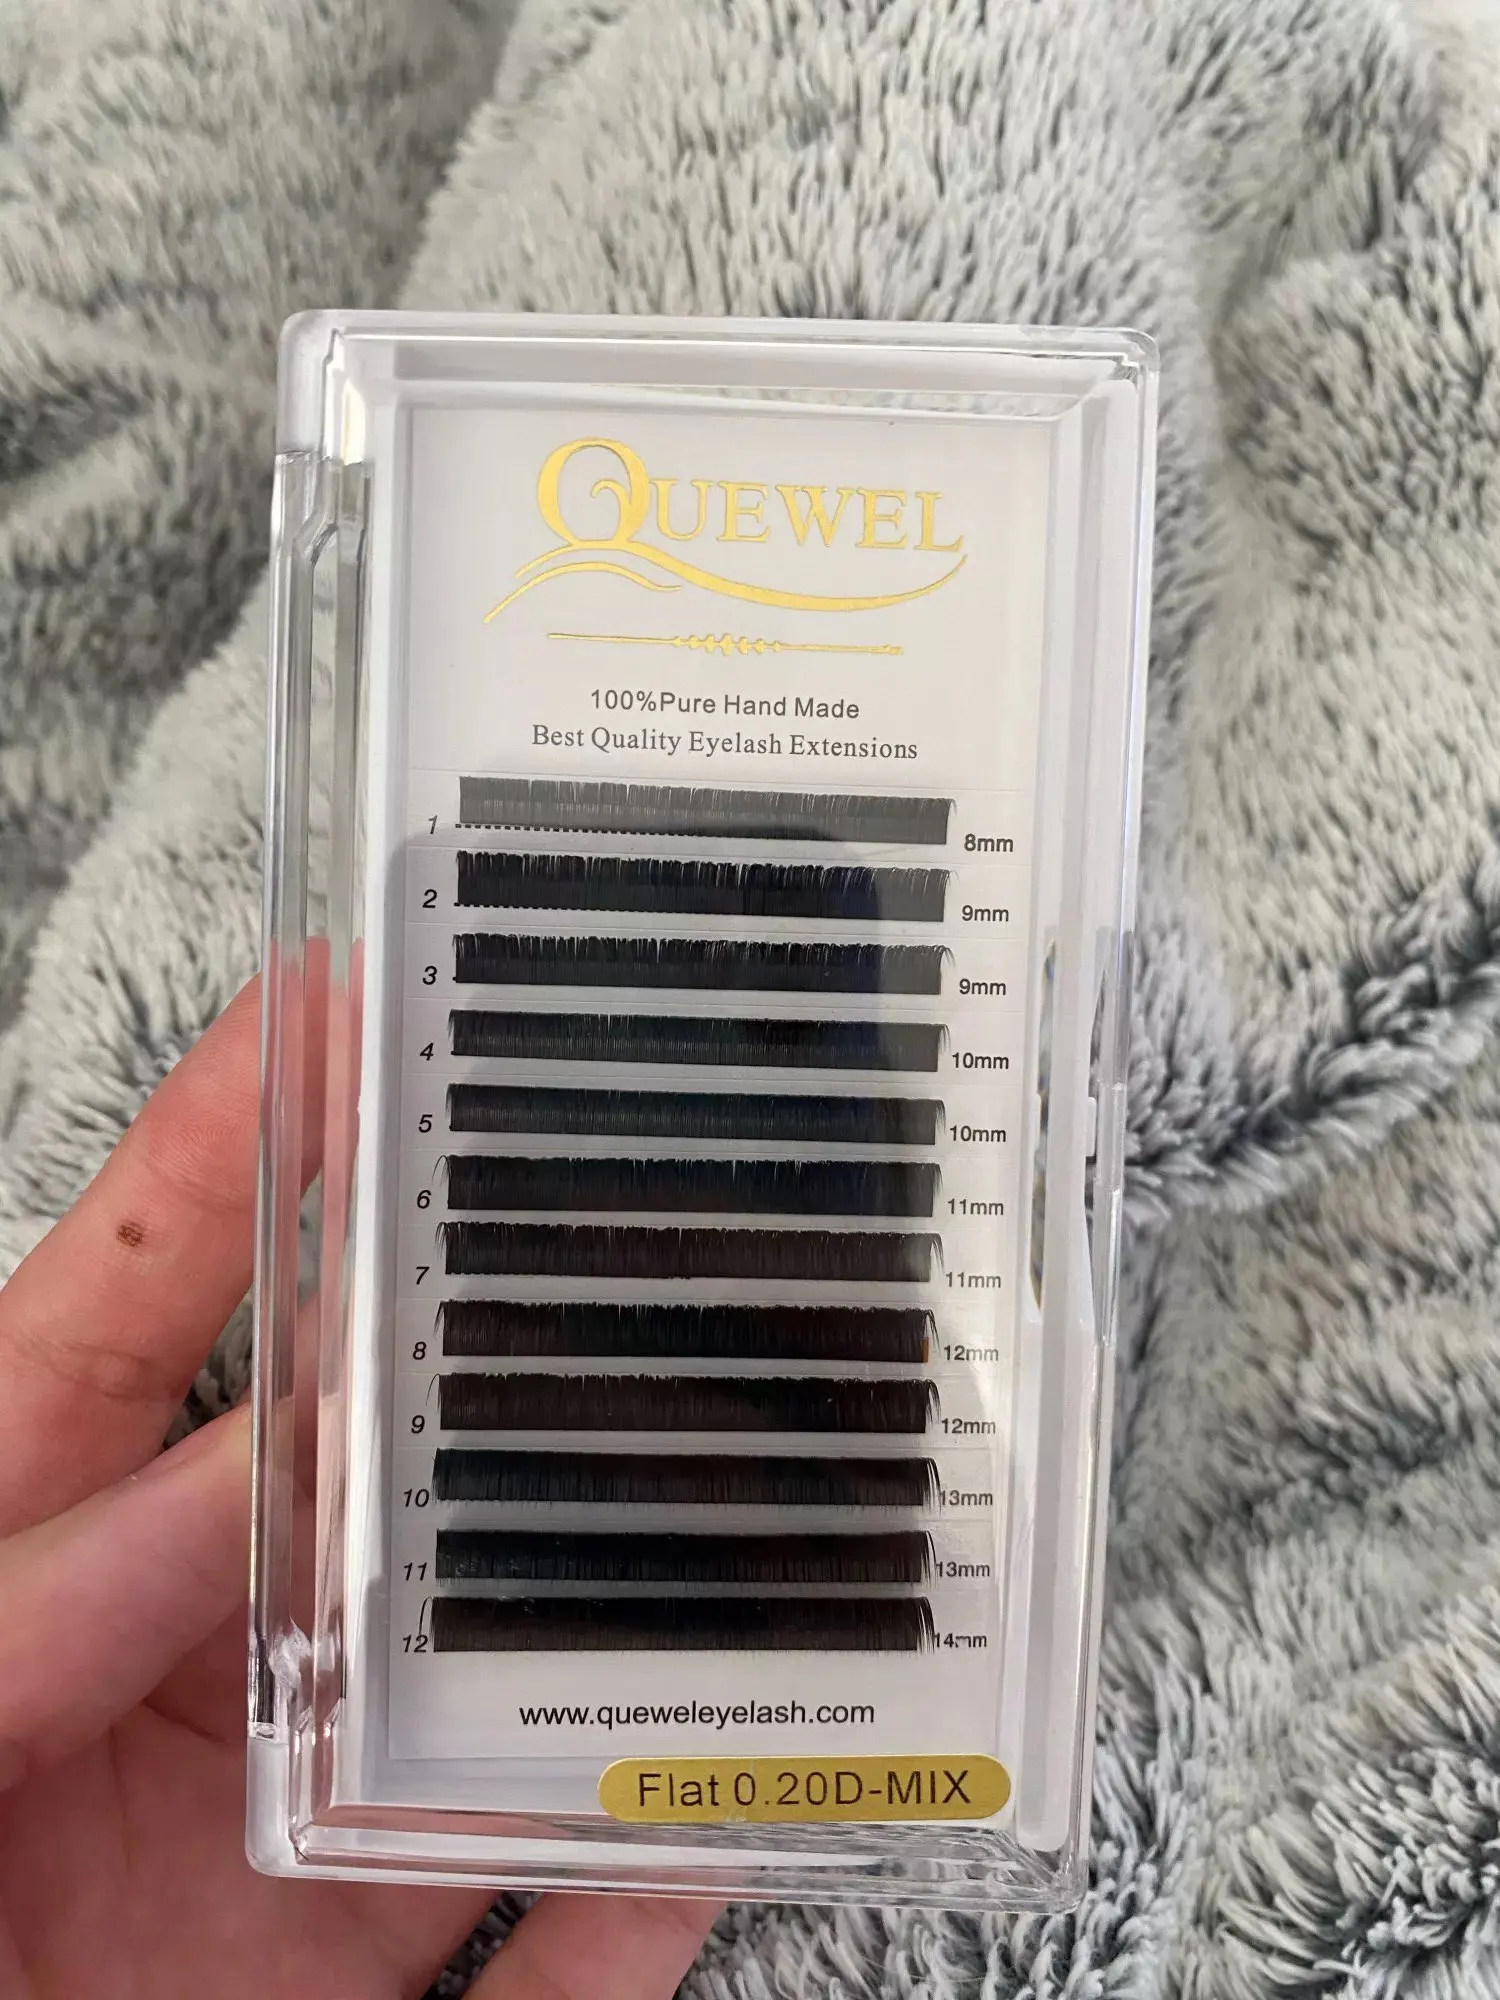 QUEWEL
100%Pure Hand Made
Best Quality Eyelash Extensions
1 8mm
2 9mm
3 9mm
4 10mm
5 10mm
6 11mm
7 11mm
8 12mm
9 12mm
10 13mm
11 13mm
12 14mm
www.queweleyelash.com
Flat 0.20D-MIX